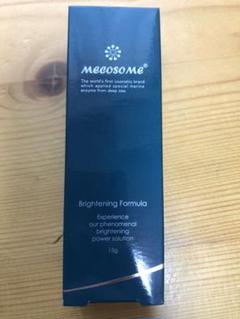 MECOSOME®
The world's first cosmetic brand
which applied special marine
enzyme from deep sea
Brightening Formula
Experience
our phenomenal
brightening
power solution
15g